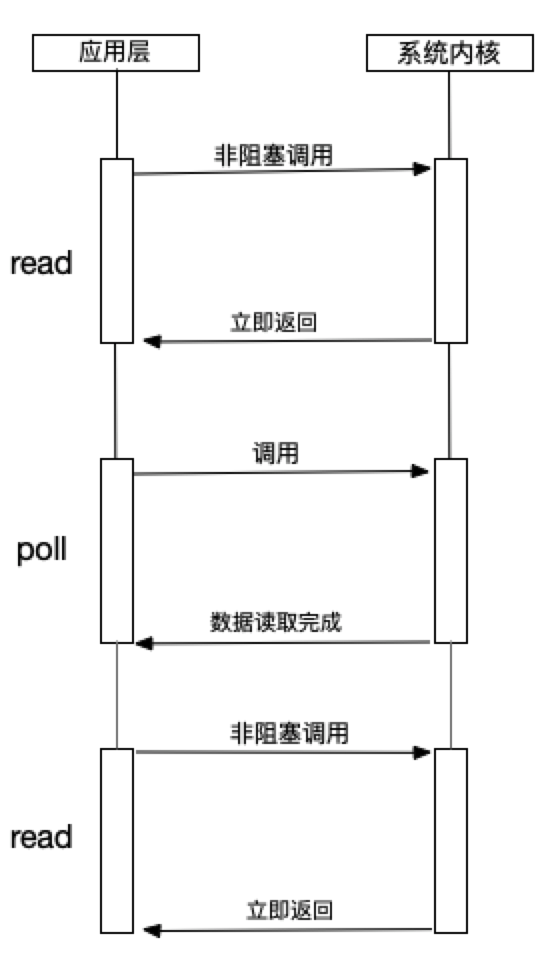 应用层
系统内核
非阻塞调用
read
立即返回
调用
poll
数据读取完成
非阻塞调用
read
立即返回